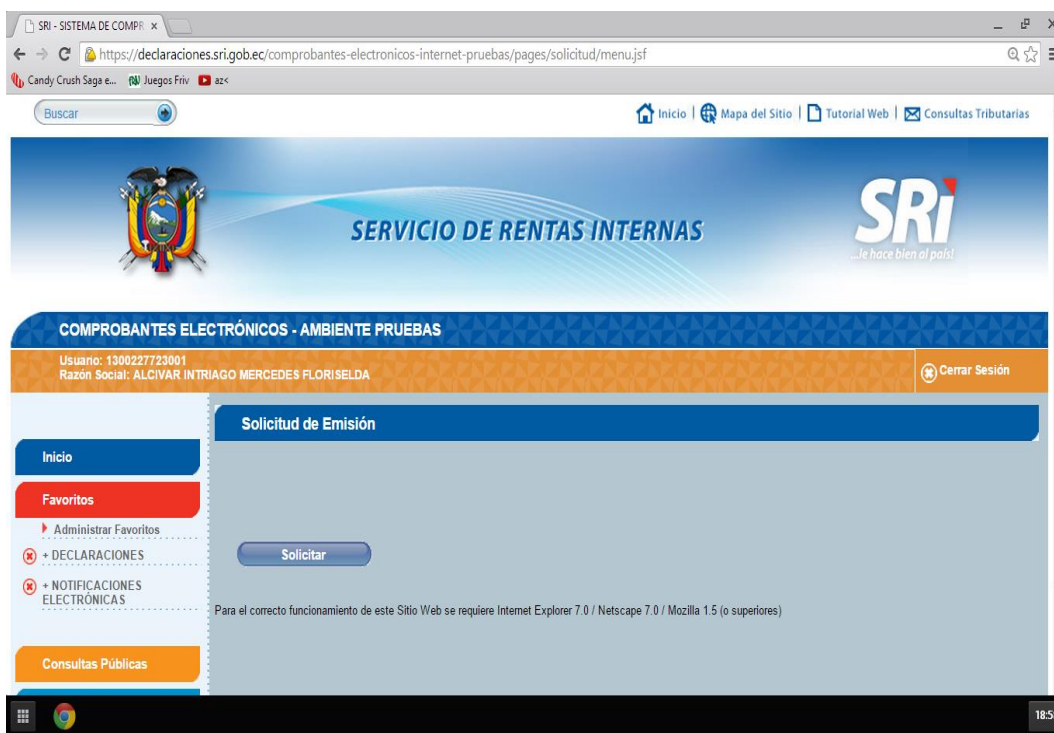 SRI - SISTEMA DE COMPR
https://declaraciones.sri.gob.ec/comprobantes-electronicos-internet-pruebas/pages/solicitud/menu.jsf
Candy Crush Saga e... Juegos Friv az<
Buscar
Inicio | Mapa del Sitio | Tutorial Web | Consultas Tributarias
SERVICIO DE RENTAS INTERNAS
SRi
...le hace bien al país!
COMPROBANTES ELECTRÓNICOS - AMBIENTE PRUEBAS
Usuario: 1300227723001
Razón Social: ALCIVAR INTRIAGO MERCEDES FLORISELDA
Cerrar Sesión
Solicitud de Emisión
Inicio
Favoritos
Administrar Favoritos
+ DECLARACIONES
+ NOTIFICACIONES
ELECTRÓNICAS
Solicitar
Para el correcto funcionamiento de este Sitio Web se requiere Internet Explorer 7.0 / Netscape 7.0 / Mozilla 1.5 (o superiores)
Consultas Públicas